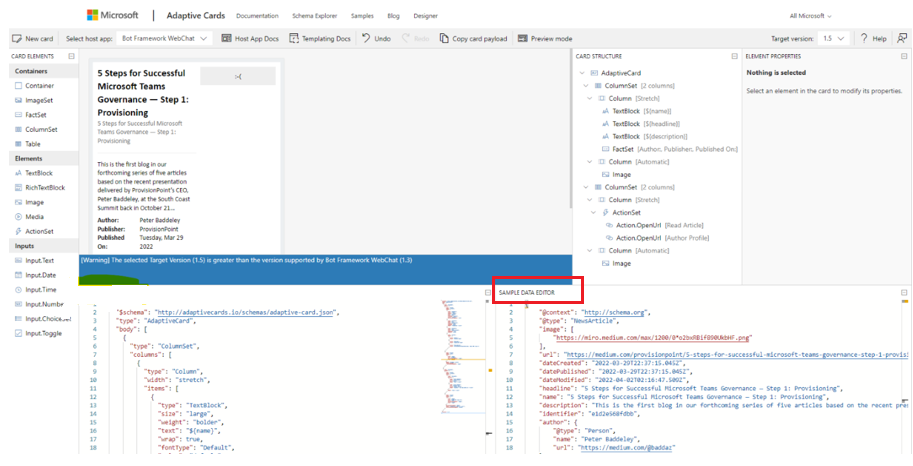 Microsoft | Adaptive Cards Documentation Schema Explorer Samples Blog Designer All Microsoft
New card Select host app: Bot Framework WebChat Host App Docs Templating Docs Undo Redo Copy card payload Preview mode Target version: 1.5 Help
CARD ELEMENTS
Containers
Container
ImageSet
FactSet
ColumnSet
Table
Elements
TextBlock
RichTextBlock
Image
Media
ActionSet
Inputs
Input.Text
Input.Date
Input.Time
Input.Number
Input.Choice...
Input.Toggle
5 Steps for Successful
Microsoft Teams
Governance — Step 1:
Provisioning
5 Steps for Successful Microsoft
Teams Governance — Step 1:
Provisioning
This is the first blog in our
forthcoming series of five articles
based on the recent presentation
delivered by ProvisionPoint's CEO,
Peter Baddeley, at the South Coast
Summit back in October 21...
Author: Peter Baddeley
Publisher: ProvisionPoint
Published Tuesday, Mar 29
On: 2022
[Warning] The selected Target Version (1.5) is greater than the version supported by Bot Framework WebChat (1.3)
CARD STRUCTURE
AdaptiveCard
ColumnSet [2 columns]
Column [Stretch]
TextBlock [${name}]
TextBlock [${headline}]
TextBlock [${description}]
FactSet [Author:, Publisher:, Published On:]
Column [Automatic]
Image
ColumnSet [2 columns]
Column [Stretch]
ActionSet
Action.OpenUrl [Read Article]
Action.OpenUrl [Author Profile]
Column [Automatic]
Image
ELEMENT PROPERTIES
Nothing is selected
Select an element in the card to modify its properties.
2 "$schema": "http://adaptivecards.io/schemas/adaptive-card.json",
3 "type": "AdaptiveCard",
4 "body": [
5 {
6 "type": "ColumnSet",
7 "columns": [
8 {
9 "type": "Column",
10 "width": "stretch",
11 "items": [
12 {
13 "type": "TextBlock",
14 "size": "large",
15 "weight": "bolder",
16 "text": "${name}",
17 "wrap": true,
18 "fontType": "Default",
SAMPLE DATA EDITOR
1 {
2 "@context": "http://schema.org",
3 "@type": "NewsArticle",
4 "image": [
5 "https://miro.medium.com/max/1200/0*o2bxRB1fB90UkbHF.png"
6 ],
7 "url": "https://medium.com/provisionpoint/5-steps-for-successful-microsoft-teams-governance-step-1-provis
8 "dateCreated": "2022-03-29T22:37:15.045Z",
9 "datePublished": "2022-03-29T22:37:15.045Z",
10 "dateModified": "2022-04-02T02:16:47.509Z",
11 "headline": "5 Steps for Successful Microsoft Teams Governance — Step 1: Provisioning",
12 "name": "5 Steps for Successful Microsoft Teams Governance — Step 1: Provisioning",
13 "description": "This is the first blog in our forthcoming series of five articles based on the recent pres
14 "identifier": "e1d2e568fdbb",
15 "author": {
16 "@type": "Person",
17 "name": "Peter Baddeley",
18 "url": "https://medium.com/@baddaz"